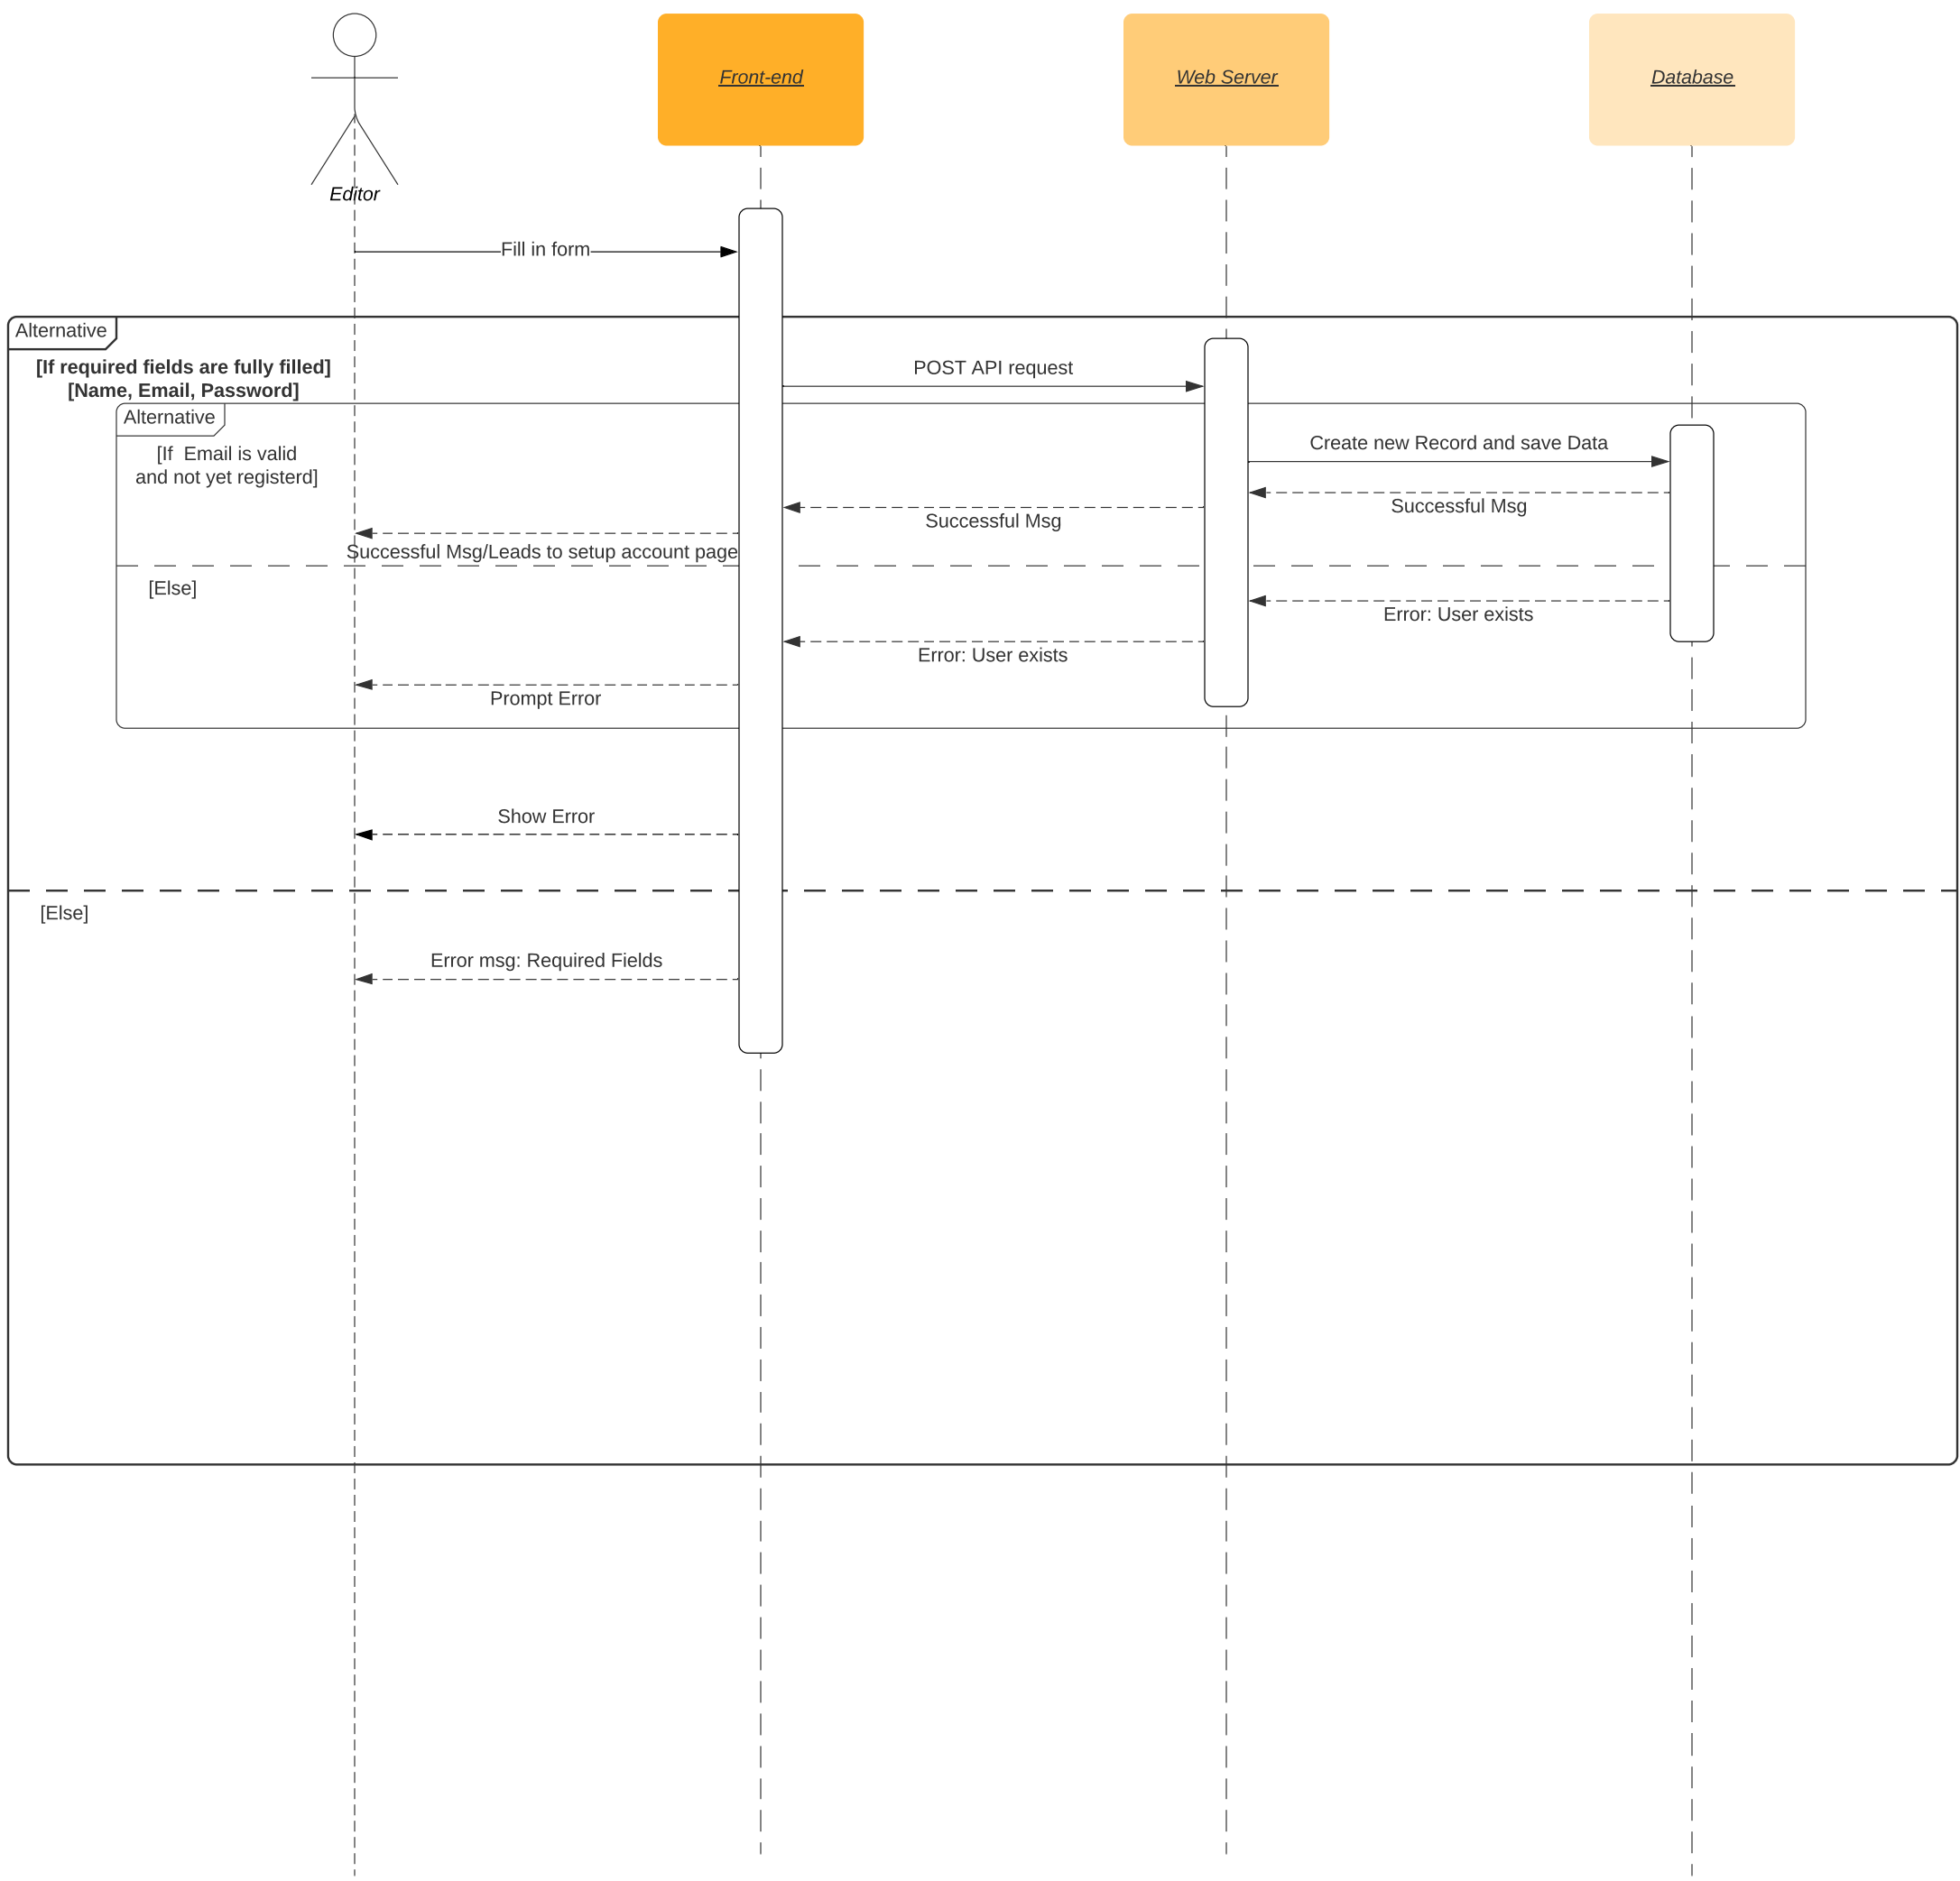 Front-end
Web Server
Database
Editor
Fill in form
Alternative
[If required fields are fully filled]
[Name, Email, Password]
POST API request
Alternative
[If  Email is valid
and not yet registerd]
Create new Record and save Data
Successful Msg
Successful Msg
Successful Msg/Leads to setup account page
[Else]
Error: User exists
Error: User exists
Prompt Error
Show Error
[Else]
Error msg: Required Fields